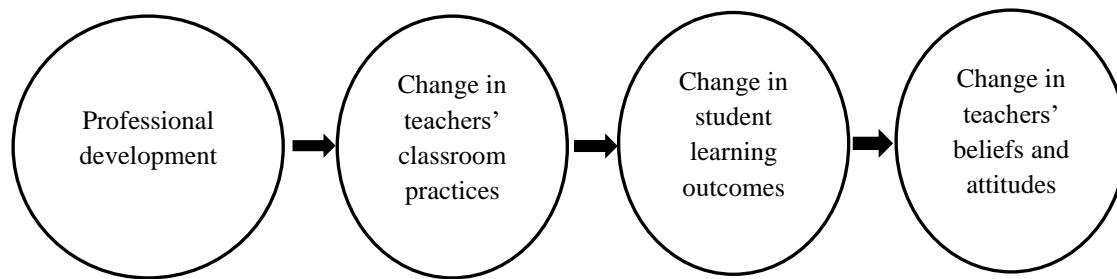 Professional
development
Change in
teachers’
classroom
practices
Change in
student
learning
outcomes
Change in
teachers’
beliefs and
attitudes